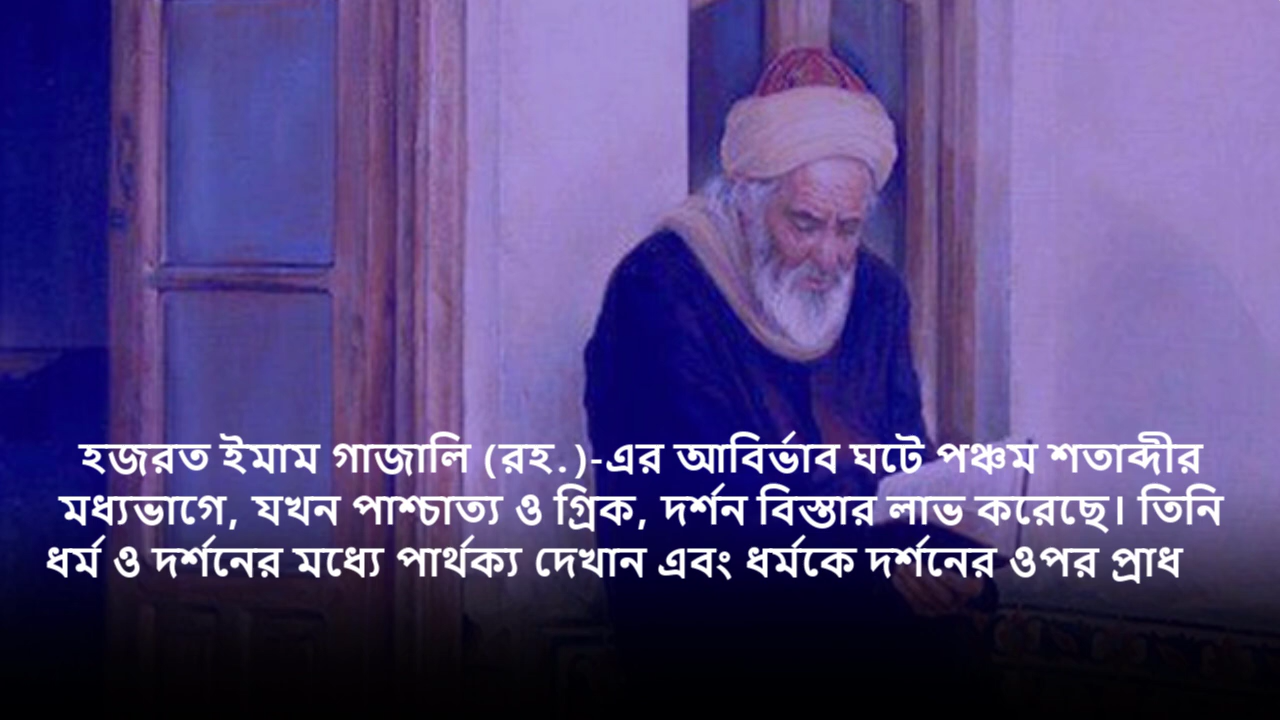 হজরত ইমাম গাজালি (রহ.)-এর আবির্ভাব ঘটে পঞ্চম শতাব্দীর
মধ্যভাগে, যখন পাশ্চাত্য ও গ্রিক, দর্শন বিস্তার লাভ করেছে। তিনি
ধর্ম ও দর্শনের মধ্যে পার্থক্য দেখান এবং ধর্মকে দর্শনের ওপর প্রাধ